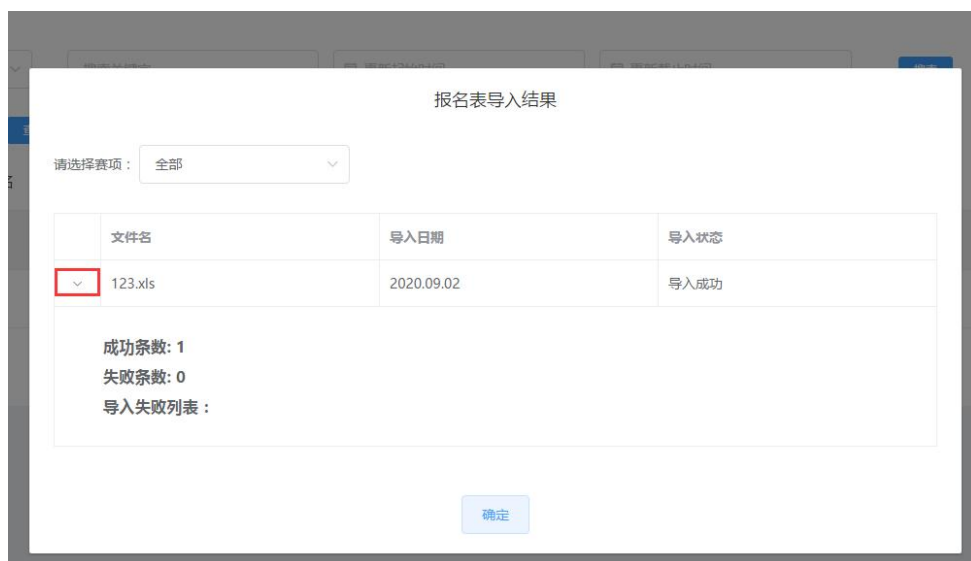 报名表导入结果
请选择赛项： 全部
文件名 导入日期 导入状态
123.xls 2020.09.02 导入成功
成功条数: 1
失败条数: 0
导入失败列表：
确定